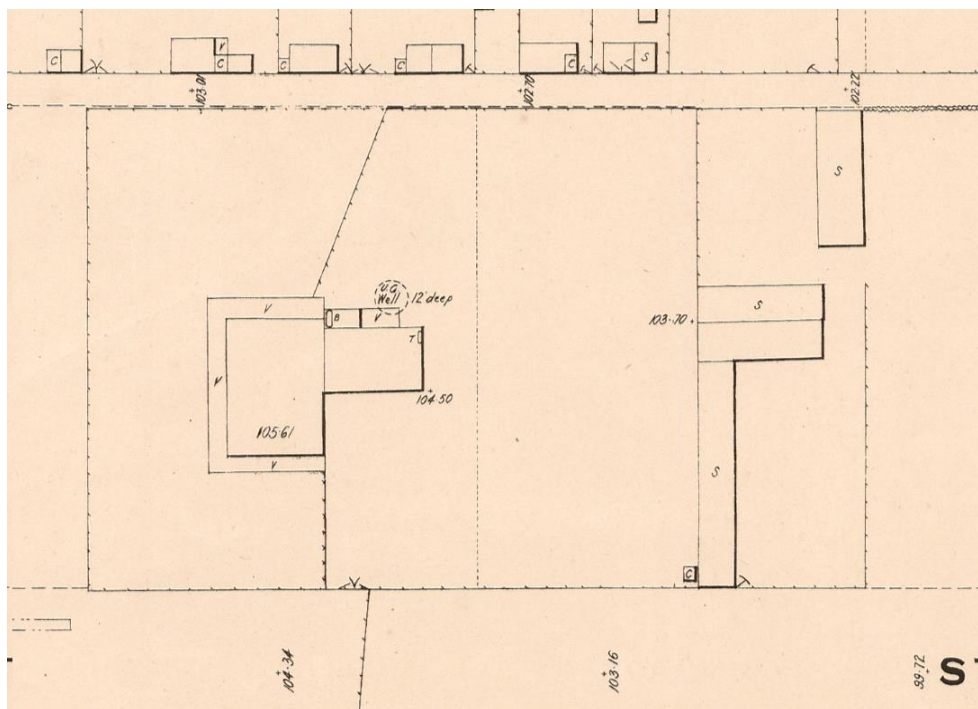 C
V
C
C
C
C
S
103·01
102·70
102·22
S
U.G.
Well
12' deep
V
B
V
T
V
104·50
105·61
V
S
103·70
S
C
104·34
103·16
99·72
S